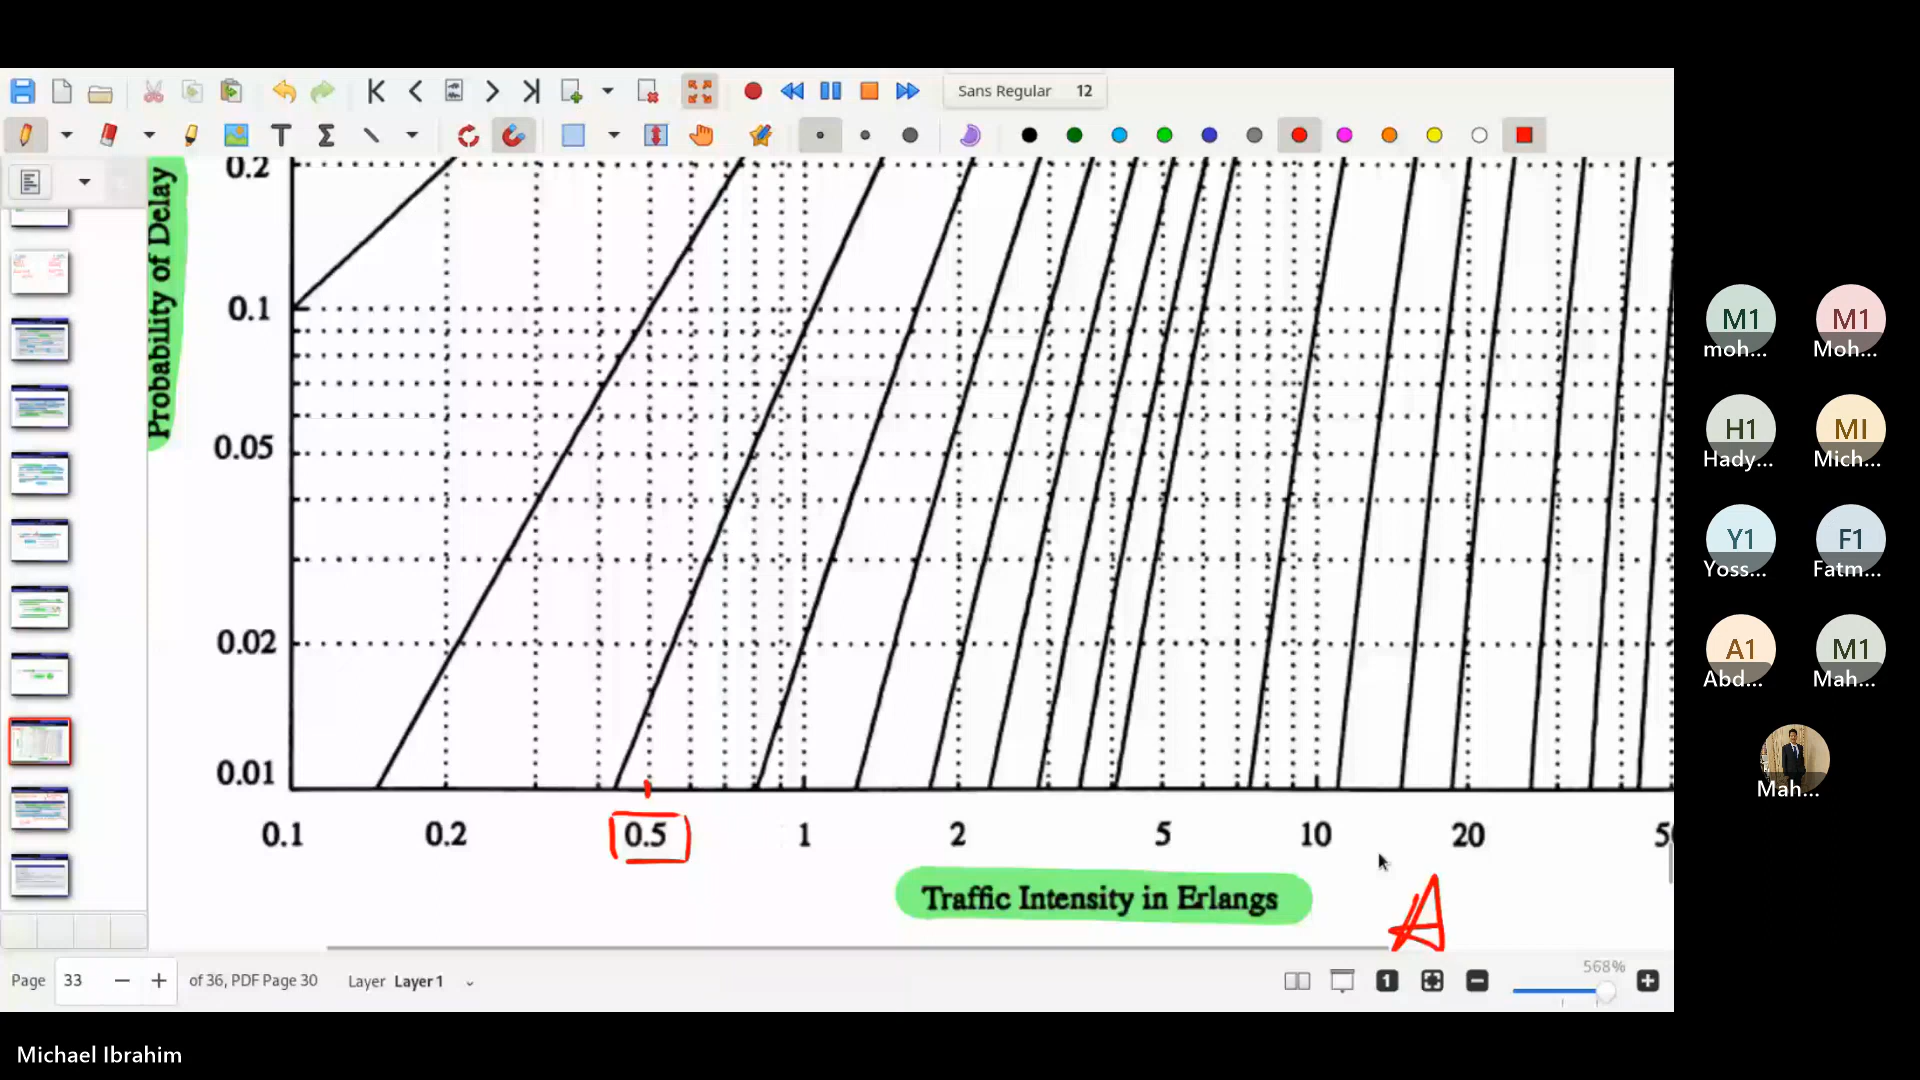 Sans Regular 12
Probability of Delay
0.2
0.1
0.05
0.02
0.01
0.1 0.2 0.5 1 2 5 10 20
Traffic Intensity in Erlangs
A
Page 33 of 36, PDF Page 30 Layer Layer 1
568%
M1 M1
moh... Moh...
H1 MI
Hady... Mich...
Y1 F1
Yoss... Fatm...
A1 M1
Abd... Mah...
Mah...
Michael Ibrahim